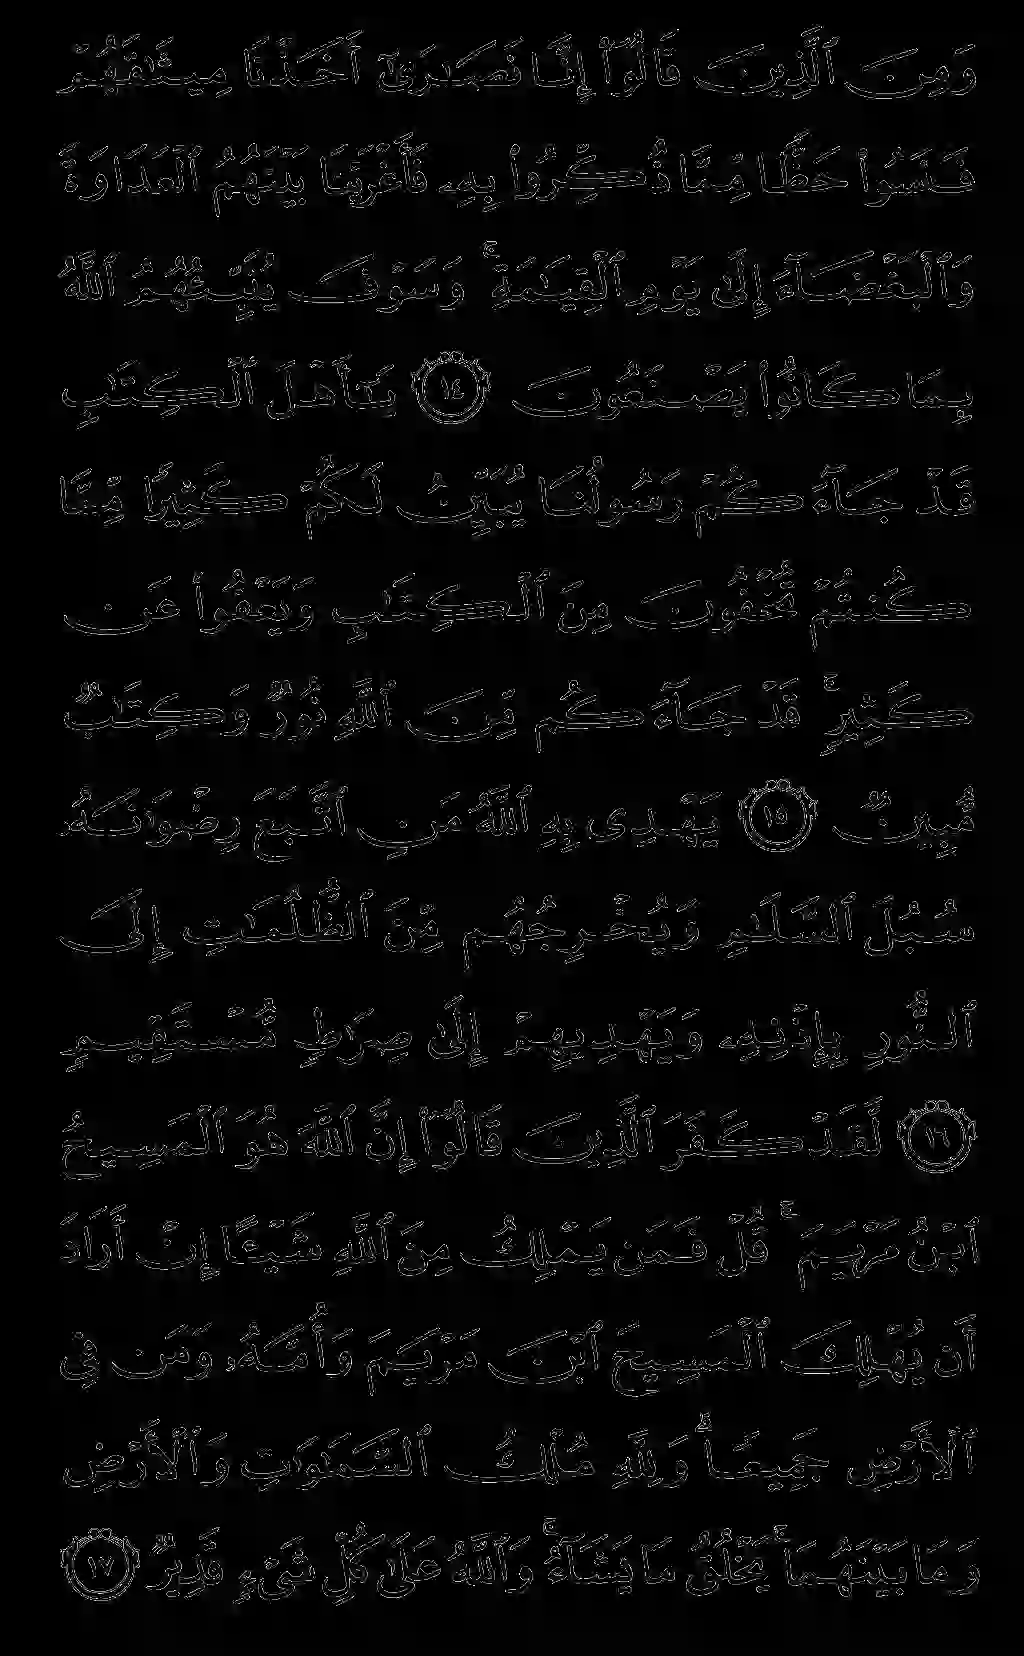 وَمِنَ ٱلَّذِينَ قَالُوٓا۟ إِنَّا نَصَـٰرَىٰٓ أَخَذْنَا مِيثَـٰقَهُمْ
فَنَسُوا۟ حَظًّا مِّمَّا ذُكِّرُوا۟ بِهِۦ فَأَغْرَيْنَا بَيْنَهُمُ ٱلْعَدَاوَةَ
وَٱلْبَغْضَآءَ إِلَىٰ يَوْمِ ٱلْقِيَـٰمَةِ ۚ وَسَوْفَ يُنَبِّئُهُمُ ٱللَّهُ
بِمَا كَانُوا۟ يَصْنَعُونَ ١٤ يَـٰٓأَهْلَ ٱلْكِتَـٰبِ
قَدْ جَآءَكُمْ رَسُولُنَا يُبَيِّنُ لَكُمْ كَثِيرًا مِّمَّا
كُنتُمْ تُخْفُونَ مِنَ ٱلْكِتَـٰبِ وَيَعْفُوا۟ عَن
كَثِيرٍ ۚ قَدْ جَآءَكُم مِّنَ ٱللَّهِ نُورٌ وَكِتَـٰبٌ
مُّبِينٌ ١٥ يَهْدِى بِهِ ٱللَّهُ مَنِ ٱتَّبَعَ رِضْوَٰنَهُۥ
سُبُلَ ٱلسَّلَـٰمِ وَيُخْرِجُهُم مِّنَ ٱلظُّلُمَـٰتِ إِلَى
ٱلنُّورِ بِإِذْنِهِۦ وَيَهْدِيهِمْ إِلَىٰ صِرَٰطٍ مُّسْتَقِيمٍ
١٦ لَّقَدْ كَفَرَ ٱلَّذِينَ قَالُوٓا۟ إِنَّ ٱللَّهَ هُوَ ٱلْمَسِيحُ
ٱبْنُ مَرْيَمَ ۚ قُلْ فَمَن يَمْلِكُ مِنَ ٱللَّهِ شَيْـًٔا إِنْ أَرَادَ
أَن يُهْلِكَ ٱلْمَسِيحَ ٱبْنَ مَرْيَمَ وَأُمَّهُۥ وَمَن فِى
ٱلْأَرْضِ جَمِيعًا ۗ وَلِلَّهِ مُلْكُ ٱلسَّمَـٰوَٰتِ وَٱلْأَرْضِ
وَمَا بَيْنَهُمَا ۚ يَخْلُقُ مَا يَشَآءُ ۚ وَٱللَّهُ عَلَىٰ كُلِّ شَىْءٍ قَدِيرٌ ١٧